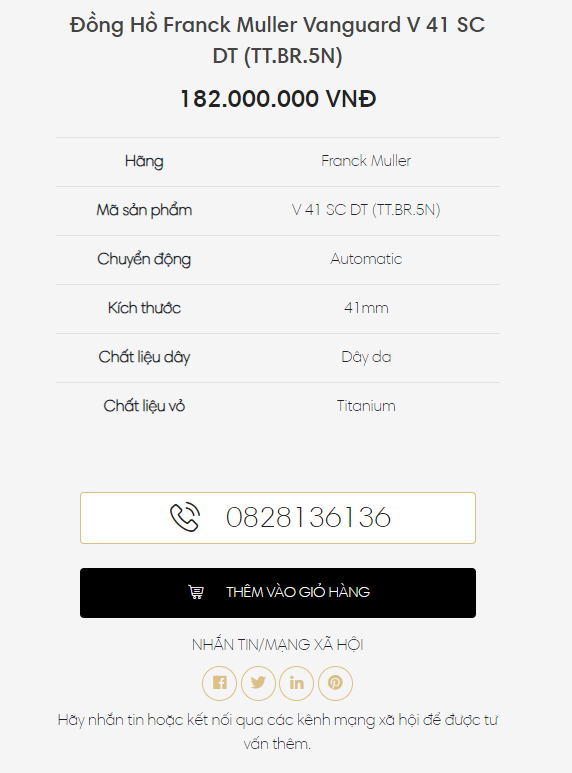 Đồng Hồ Franck Muller Vanguard V 41 SC
DT (TT.BR.5N)
182.000.000 VNĐ
Hãng Franck Muller
Mã sản phẩm V 41 SC DT (TT.BR.5N)
Chuyển động Automatic
Kích thước 41mm
Chất liệu dây Dây da
Chất liệu vỏ Titanium
0828136136
THÊM VÀO GIỎ HÀNG
NHẮN TIN/MẠNG XÃ HỘI
Hãy nhắn tin hoặc kết nối qua các kênh mạng xã hội để được tư
vấn thêm.